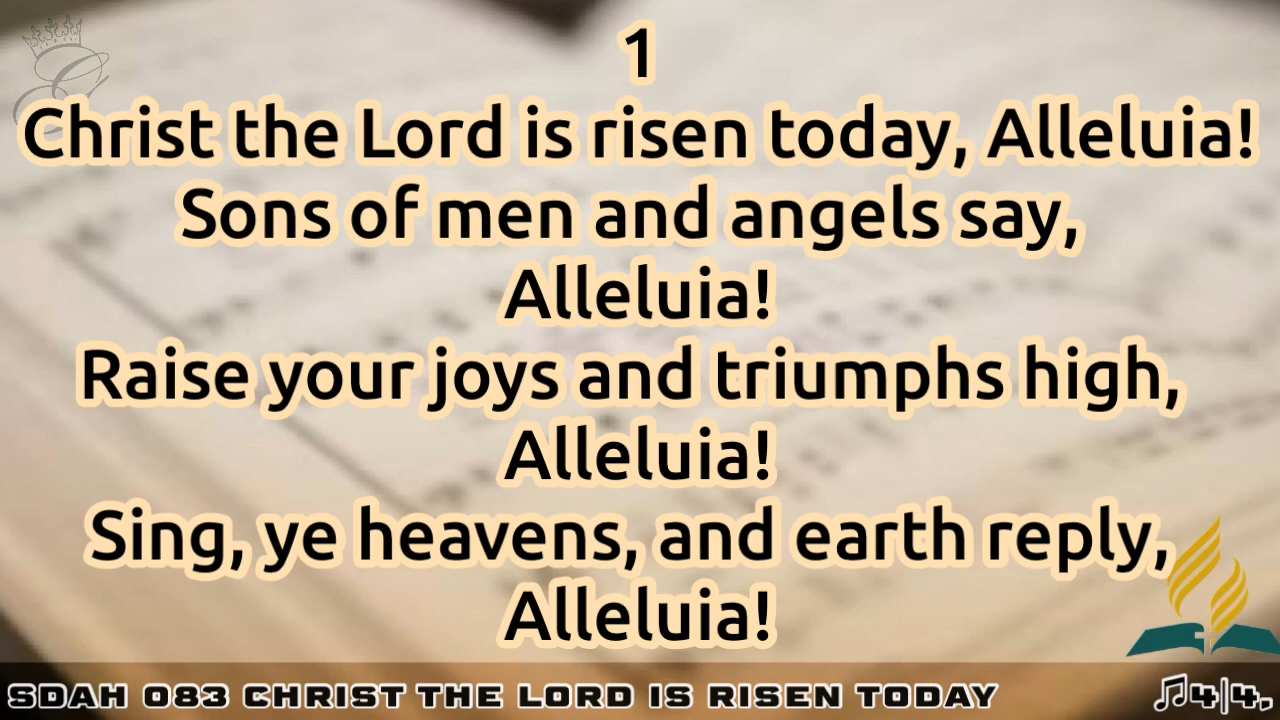 1
Christ the Lord is risen today, Alleluia!
Sons of men and angels say,
Alleluia!
Raise your joys and triumphs high,
Alleluia!
Sing, ye heavens, and earth reply,
Alleluia!
SDAH 083 CHRIST THE LORD IS RISEN TODAY
♫4|4.